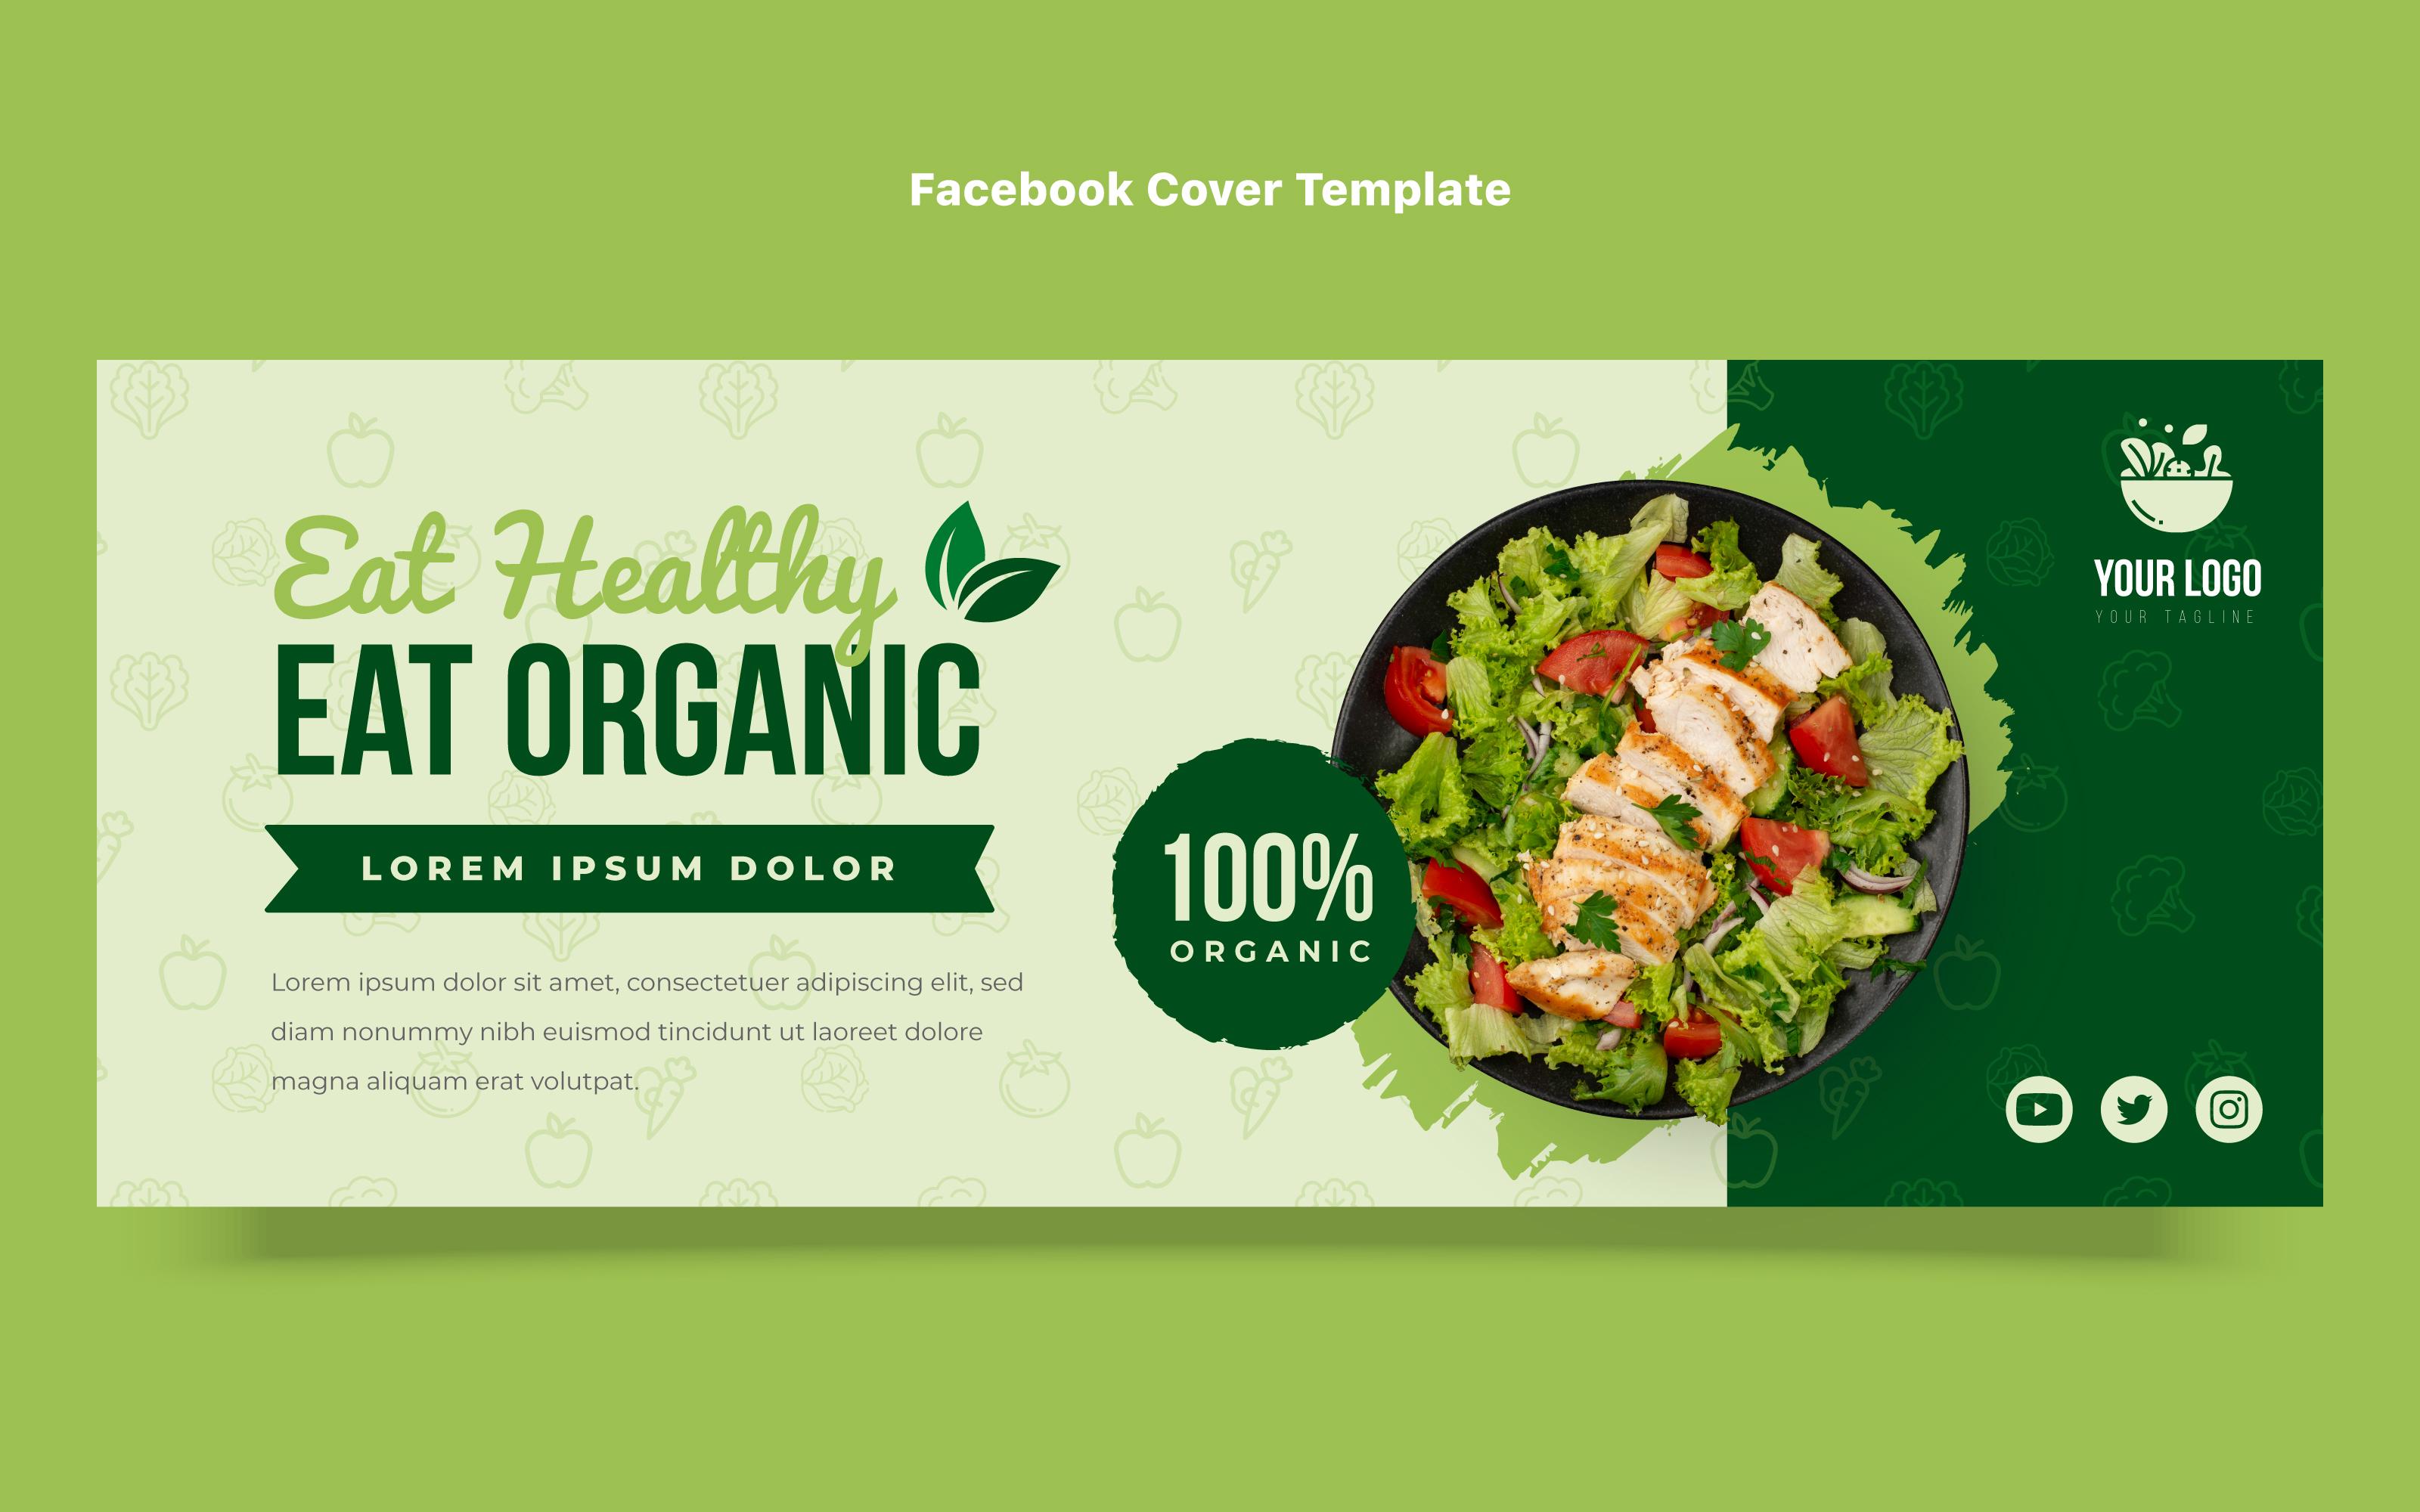 Facebook Cover Template
Eat Healthy
EAT ORGANIC
LOREM IPSUM DOLOR
Lorem ipsum dolor sit amet, consectetuer adipiscing elit, sed
diam nonummy nibh euismod tincidunt ut laoreet dolore
magna aliquam erat volutpat.
100%
ORGANIC
YOUR LOGO
YOUR TAGLINE